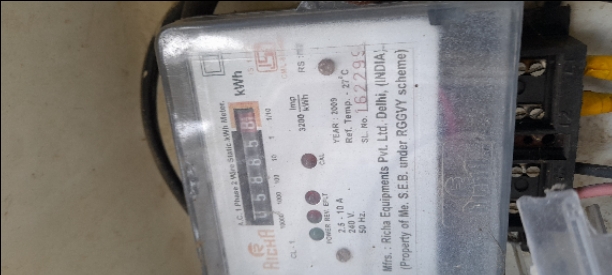 A.C. 1 Phase 2 Wire Static kWh Meter.
kWh
RICHA
10000 1000 100 10 1 1/10
CL - 1
3200 imp/kWh
CAL
POWER REV. EPLT
YEAR : 2009
Ref. Temp. - 27°C
SL. No. 162299
2.5 - 10 A
240 V.
50 Hz.
Mfrs. : Richa Equipments Pvt. Ltd. Delhi, (INDIA)
(Property of Me. S.E.B. under RGGVY scheme)